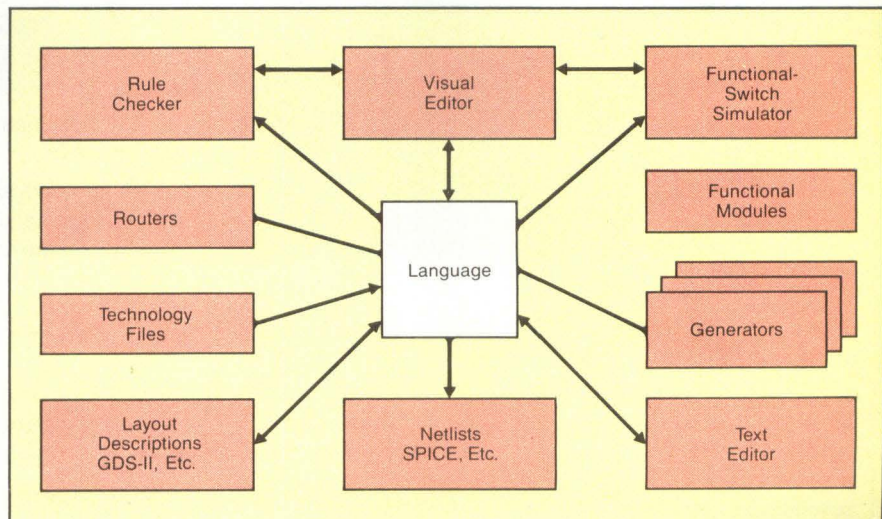 Rule
Checker
Visual
Editor
Functional-
Switch
Simulator
Routers
Functional
Modules
Language
Technology
Files
Generators
Layout
Descriptions
GDS-II, Etc.
Netlists
SPICE, Etc.
Text
Editor